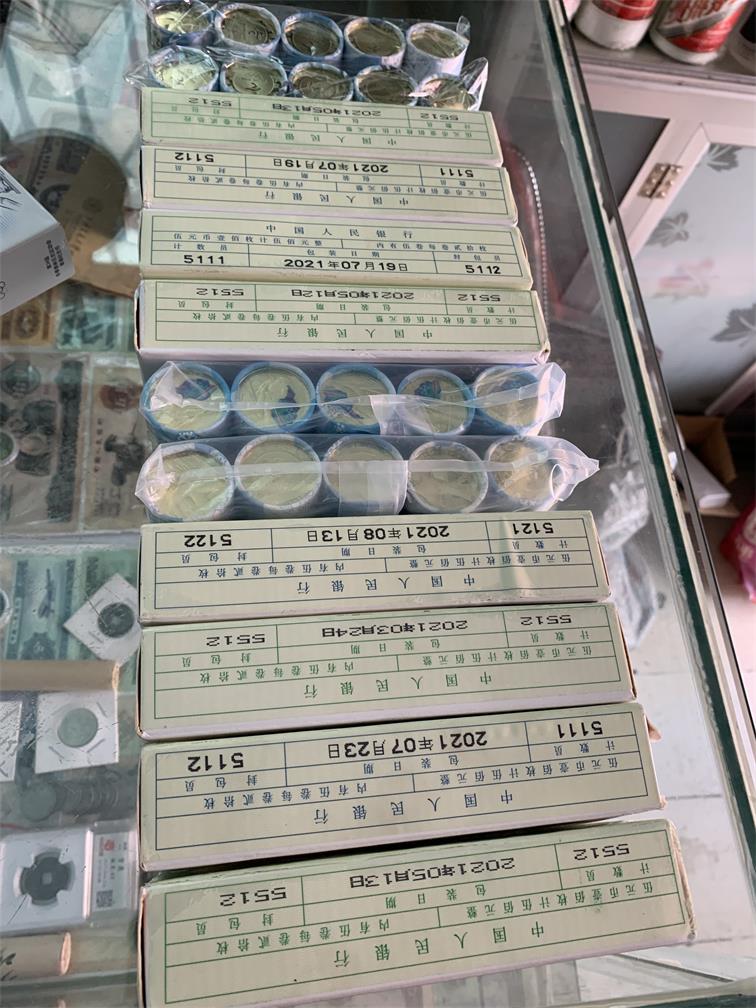 中国人民银行
伍元币壹佰枚计伍佰元整 内有伍卷每卷贰拾枚
计数员 包装日期 封包员
5512 2021年05月13日 5512
中国人民银行
伍元币壹佰枚计伍佰元整 内有伍卷每卷贰拾枚
计数员 包装日期 封包员
5111 2021年07月19日 5112
中国人民银行
伍元币壹佰枚计伍佰元整 内有伍卷每卷贰拾枚
计数员 包装日期 封包员
5111 2021年07月19日 5112
中国人民银行
伍元币壹佰枚计伍佰元整 内有伍卷每卷贰拾枚
计数员 包装日期 封包员
5512 2021年05月12日 5512
中国人民银行
伍元币壹佰枚计伍佰元整 内有伍卷每卷贰拾枚
计数员 包装日期 封包员
5121 2021年08月13日 5122
中国人民银行
伍元币壹佰枚计伍佰元整 内有伍卷每卷贰拾枚
计数员 包装日期 封包员
5512 2021年03月24日 5512
中国人民银行
伍元币壹佰枚计伍佰元整 内有伍卷每卷贰拾枚
计数员 包装日期 封包员
5111 2021年07月23日 5112
中国人民银行
伍元币壹佰枚计伍佰元整 内有伍卷每卷贰拾枚
计数员 包装日期 封包员
5512 2021年05月13日 5512